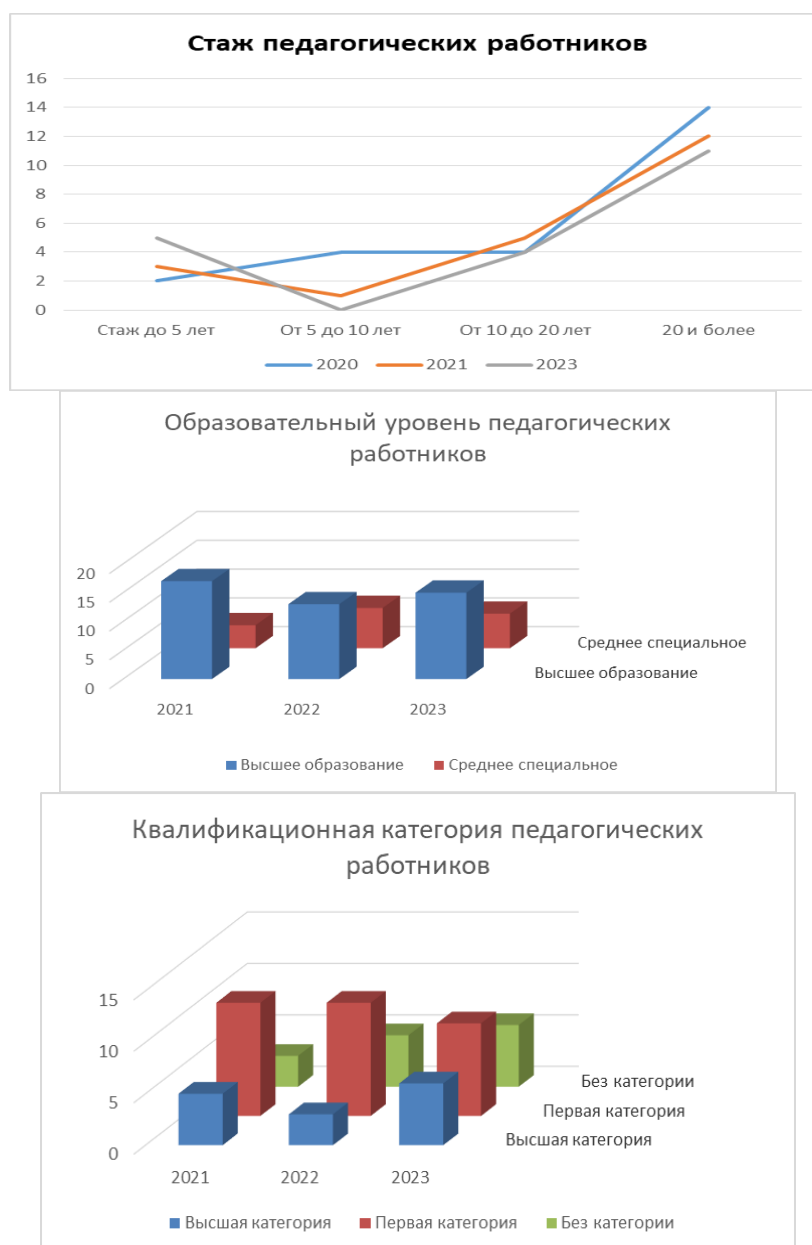 Стаж педагогических работников
16
14
12
10
8
6
4
2
0
Стаж до 5 лет От 5 до 10 лет От 10 до 20 лет 20 и более
2020 2021 2023
Образовательный уровень педагогических
работников
20
15
10
5
0
Среднее специальное
Высшее образование
2021 2022 2023
Высшее образование Среднее специальное
Квалификационная категория педагогических
работников
15
10
5
0
Без категории
Первая категория
Высшая категория
2021 2022 2023
Высшая категория Первая категория Без категории